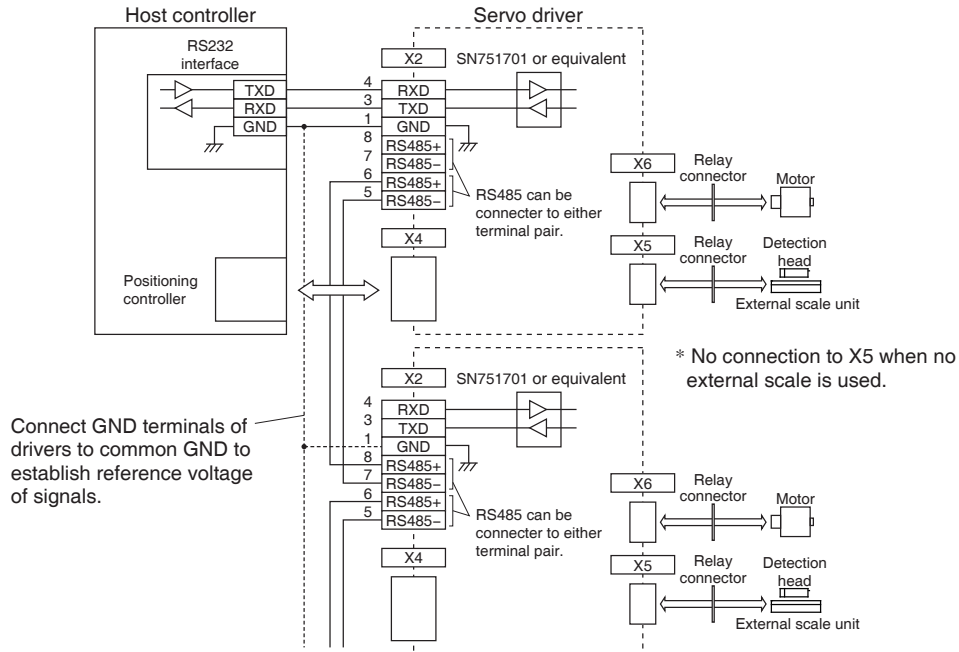 Host controller
Servo driver
RS232
interface
TXD
RXD
GND
X2
SN751701 or equivalent
4
RXD
3
TXD
1
GND
8
RS485+
7
RS485−
6
RS485+
5
RS485−
RS485 can be
connecter to either
terminal pair.
X4
Positioning
controller
X6
Relay
connector
Motor
X5
Relay
connector
Detection
head
External scale unit
* No connection to X5 when no
external scale is used.
Connect GND terminals of
drivers to common GND to
establish reference voltage
of signals.
X2
SN751701 or equivalent
4
RXD
3
TXD
1
GND
8
RS485+
7
RS485−
6
RS485+
5
RS485−
RS485 can be
connecter to either
terminal pair.
X4
X6
Relay
connector
Motor
X5
Relay
connector
Detection
head
External scale unit